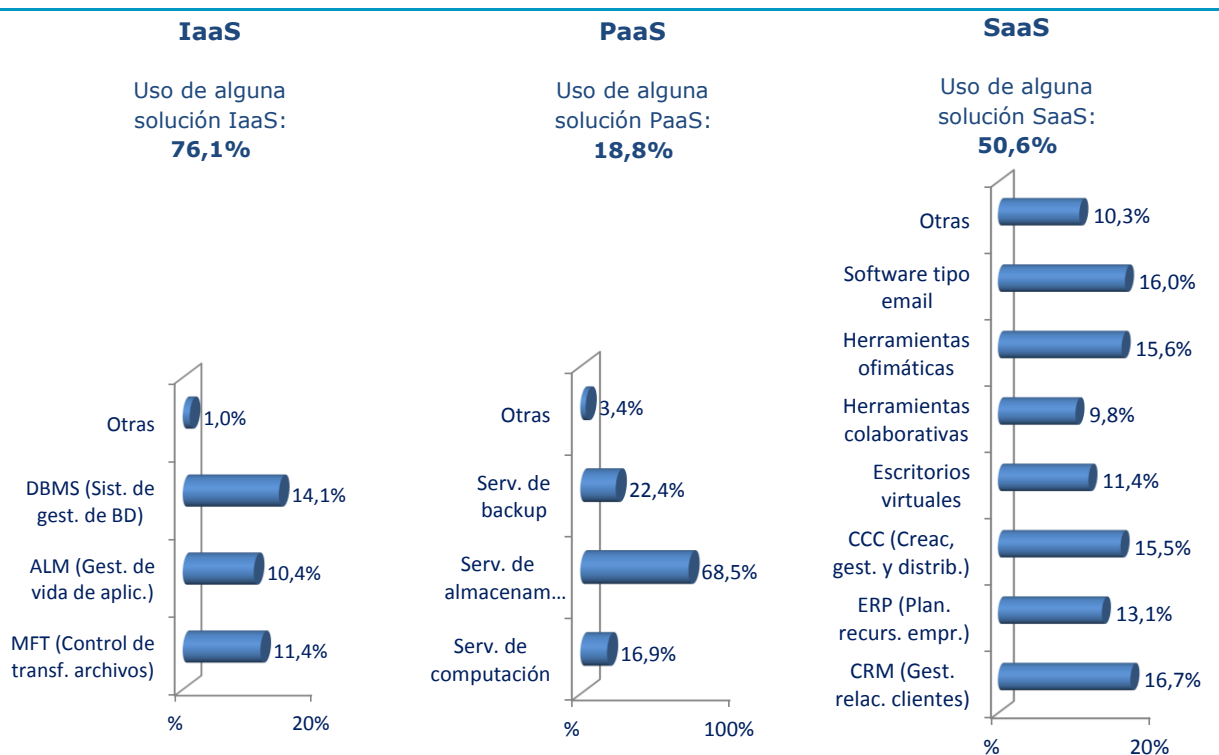 IaaS
Uso de alguna
solución IaaS:
76,1%
Otras
1,0%
DBMS (Sist. de
gest. de BD)
14,1%
ALM (Gest. de
vida de aplic.)
10,4%
MFT (Control de
transf. archivos)
11,4%
%
20%
PaaS
Uso de alguna
solución PaaS:
18,8%
Otras
3,4%
Serv. de
backup
22,4%
Serv. de
almacenam...
68,5%
Serv. de
computación
16,9%
%
100%
SaaS
Uso de alguna
solución SaaS:
50,6%
Otras
10,3%
Software tipo
email
16,0%
Herramientas
ofimáticas
15,6%
Herramientas
colaborativas
9,8%
Escritorios
virtuales
11,4%
CCC (Creac,
gest. y distrib.)
15,5%
ERP (Plan.
recurs. empr.)
13,1%
CRM (Gest.
relac. clientes)
16,7%
%
20%